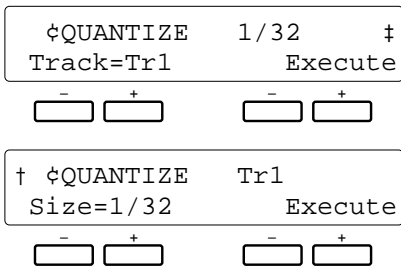 ¢QUANTIZE 1/32 ‡
Track=Tr1 Execute
- + - +
† ¢QUANTIZE Tr1
Size=1/32 Execute
- + - +